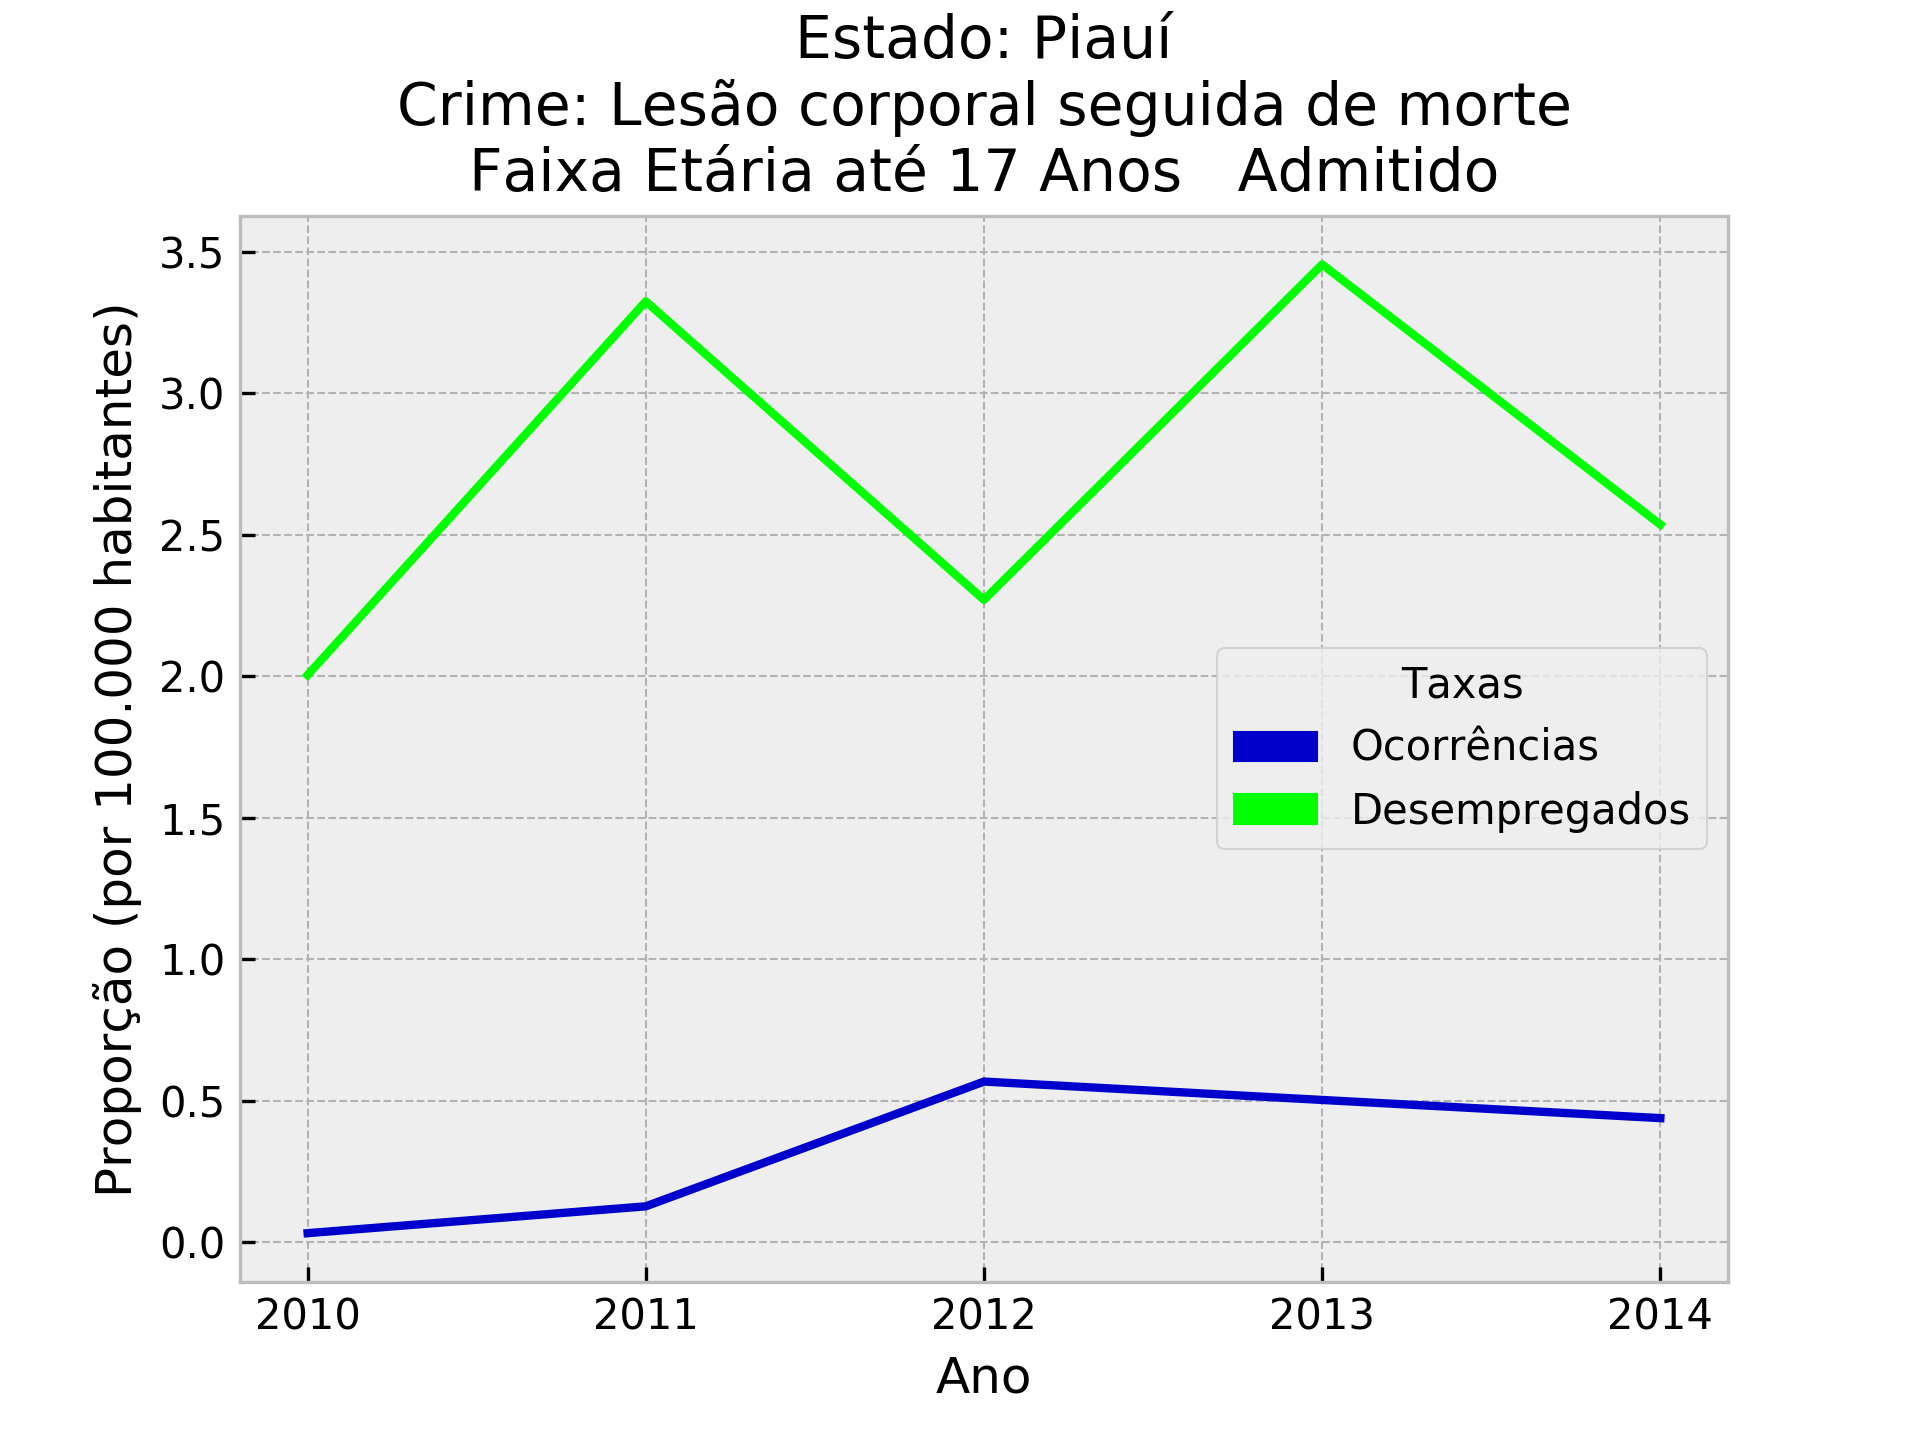 Estado: Piauí
Crime: Lesão corporal seguida de morte
Faixa Etária até 17 Anos   Admitido
Proporção (por 100.000 habitantes)
3.5
3.0
2.5
2.0
1.5
1.0
0.5
0.0
Taxas
Ocorrências
Desempregados
2010
2011
2012
2013
2014
Ano